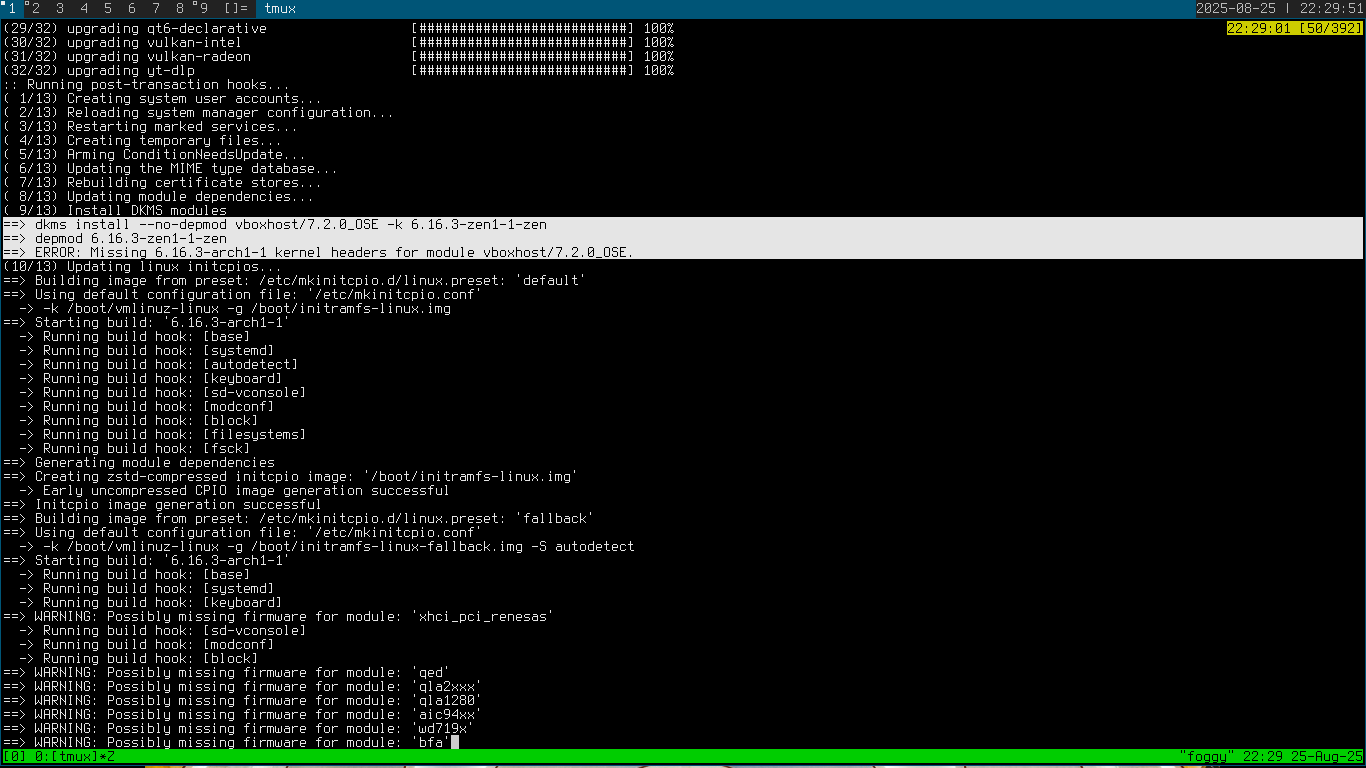 1 2 3 4 5 6 7 8 9 []= tmux 2025-08-25 | 22:29:51
(29/32) upgrading qt6-declarative [##########################] 100% 22:29:01 [50/392]
(30/32) upgrading vulkan-intel [##########################] 100%
(31/32) upgrading vulkan-radeon [##########################] 100%
(32/32) upgrading yt-dlp [##########################] 100%
:: Running post-transaction hooks...
( 1/13) Creating system user accounts...
( 2/13) Reloading system manager configuration...
( 3/13) Restarting marked services...
( 4/13) Creating temporary files...
( 5/13) Arming ConditionNeedsUpdate...
( 6/13) Updating the MIME type database...
( 7/13) Rebuilding certificate stores...
( 8/13) Updating module dependencies...
( 9/13) Install DKMS modules
==> dkms install --no-depmod vboxhost/7.2.0_OSE -k 6.16.3-zen1-1-zen
==> depmod 6.16.3-zen1-1-zen
==> ERROR: Missing 6.16.3-arch1-1 kernel headers for module vboxhost/7.2.0_OSE.
(10/13) Updating linux initcpios...
==> Building image from preset: /etc/mkinitcpio.d/linux.preset: 'default'
==> Using default configuration file: '/etc/mkinitcpio.conf'
-> -k /boot/vmlinuz-linux -g /boot/initramfs-linux.img
==> Starting build: '6.16.3-arch1-1'
-> Running build hook: [base]
-> Running build hook: [systemd]
-> Running build hook: [autodetect]
-> Running build hook: [keyboard]
-> Running build hook: [sd-vconsole]
-> Running build hook: [modconf]
-> Running build hook: [block]
-> Running build hook: [filesystems]
-> Running build hook: [fsck]
==> Generating module dependencies
==> Creating zstd-compressed initcpio image: '/boot/initramfs-linux.img'
-> Early uncompressed CPIO image generation successful
==> Initcpio image generation successful
==> Building image from preset: /etc/mkinitcpio.d/linux.preset: 'fallback'
==> Using default configuration file: '/etc/mkinitcpio.conf'
-> -k /boot/vmlinuz-linux -g /boot/initramfs-linux-fallback.img -S autodetect
==> Starting build: '6.16.3-arch1-1'
-> Running build hook: [base]
-> Running build hook: [systemd]
-> Running build hook: [keyboard]
==> WARNING: Possibly missing firmware for module: 'xhci_pci_renesas'
-> Running build hook: [sd-vconsole]
-> Running build hook: [modconf]
-> Running build hook: [block]
==> WARNING: Possibly missing firmware for module: 'qed'
==> WARNING: Possibly missing firmware for module: 'qla2xxx'
==> WARNING: Possibly missing firmware for module: 'qla1280'
==> WARNING: Possibly missing firmware for module: 'aic94xx'
==> WARNING: Possibly missing firmware for module: 'wd719x'
==> WARNING: Possibly missing firmware for module: 'bfa'
[0] 0:[tmux]*Z "foggy" 22:29 25-Aug-25